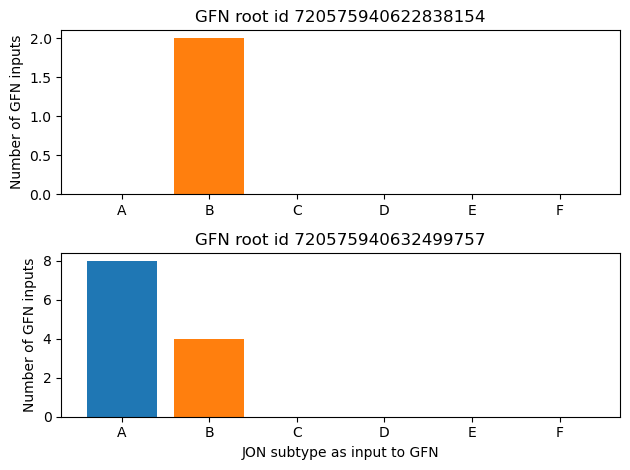 GFN root id 720575940622838154
Number of GFN inputs
2.0
1.5
1.0
0.5
0.0
A B C D E F
GFN root id 720575940632499757
Number of GFN inputs
8
6
4
2
0
A B C D E F
JON subtype as input to GFN